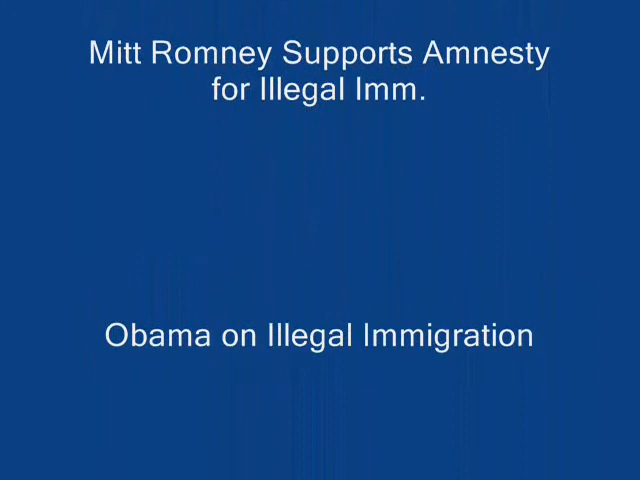 Mitt Romney Supports Amnesty
for Illegal Imm.
Obama on Illegal Immigration